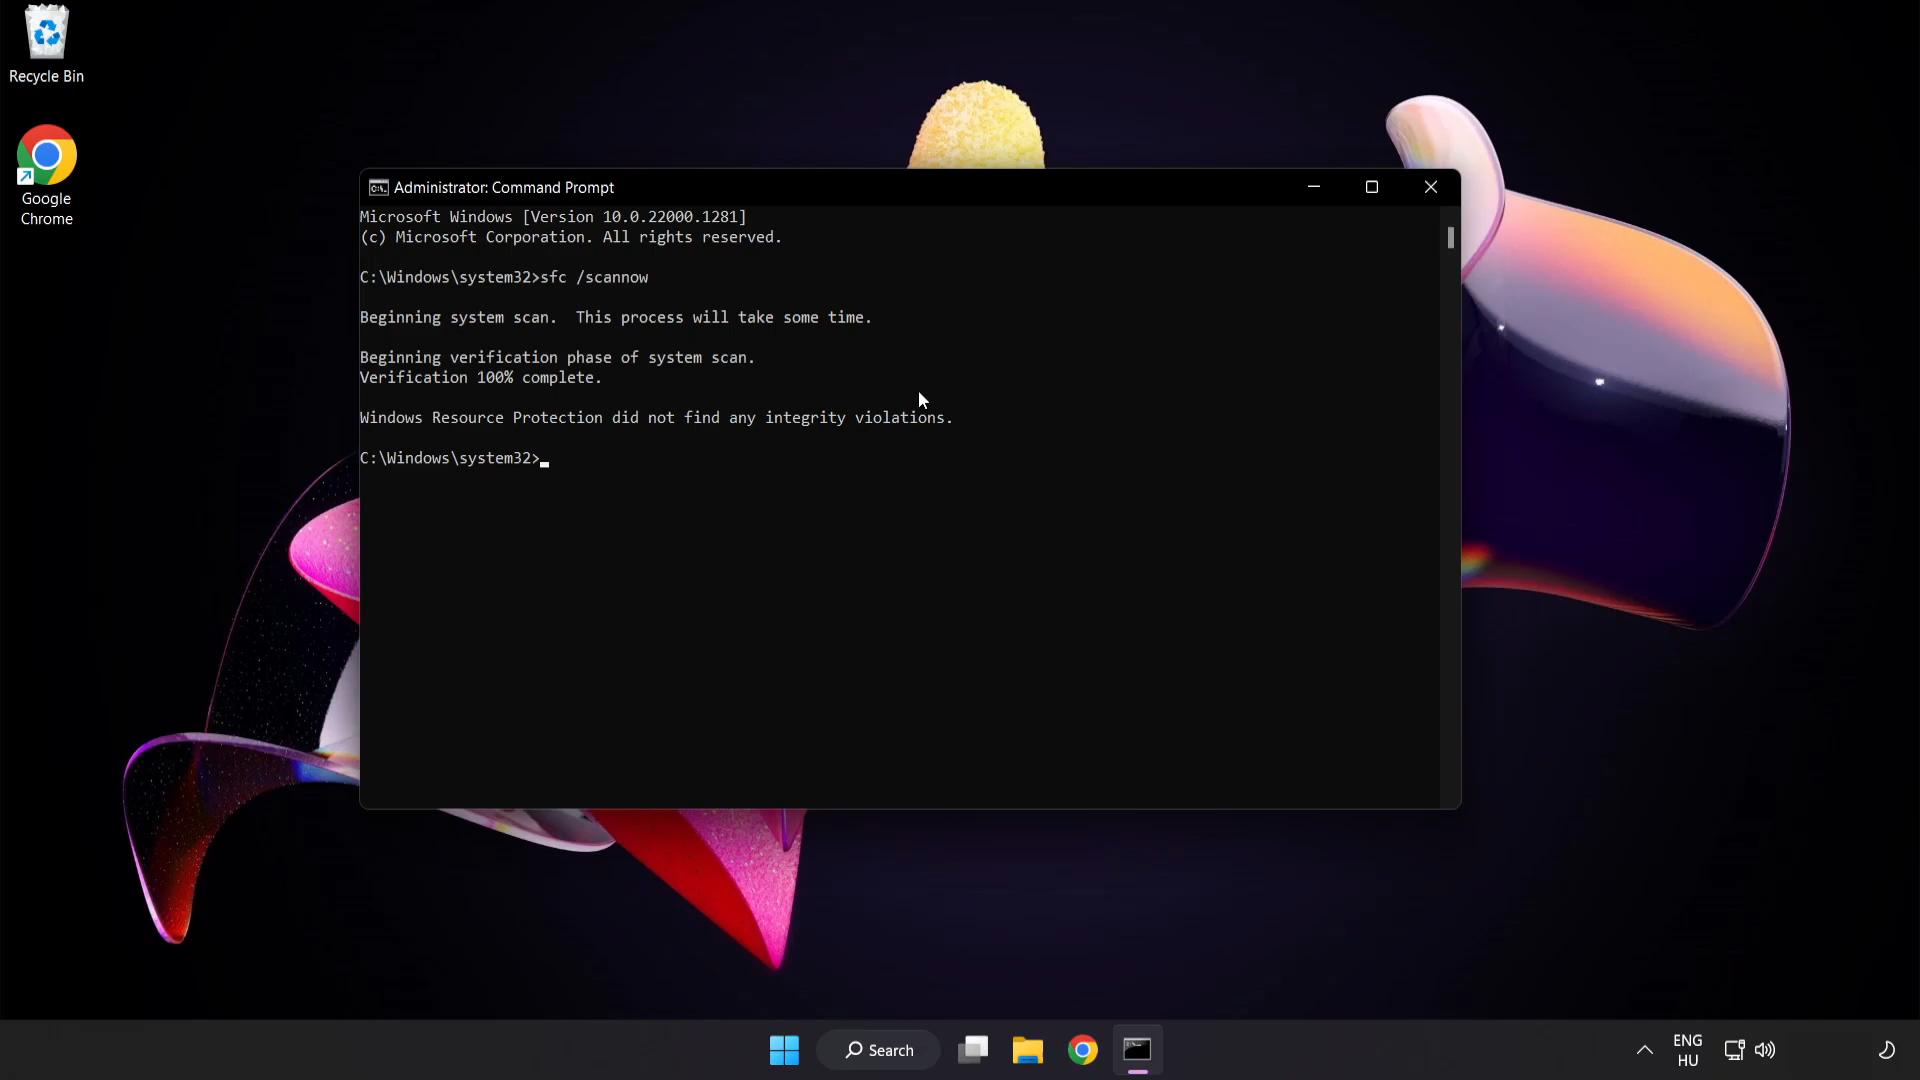 Recycle Bin
Google
Chrome
Administrator: Command Prompt
Microsoft Windows [Version 10.0.22000.1281]
(c) Microsoft Corporation. All rights reserved.
C:\Windows\system32>sfc /scannow
Beginning system scan.  This process will take some time.
Beginning verification phase of system scan.
Verification 100% complete.
Windows Resource Protection did not find any integrity violations.
C:\Windows\system32>
Search
ENG
HU